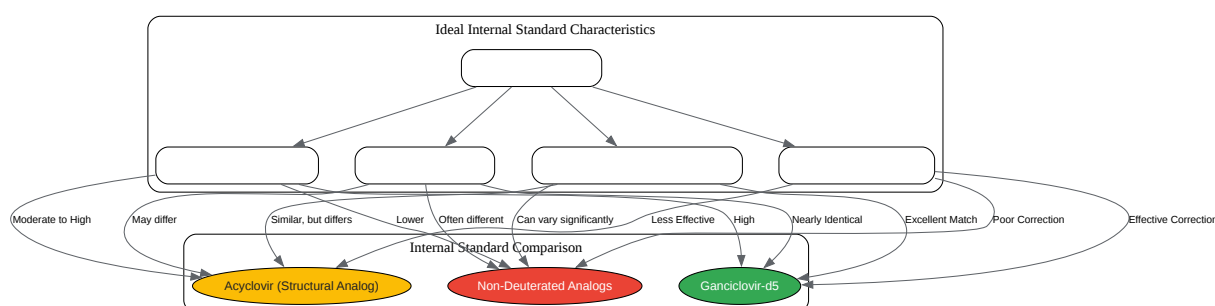 Ideal Internal Standard Characteristics
Moderate to High
May differ
Similar, but differs
Lower
Often different
Can vary significantly
Less Effective
High
Nearly Identical
Excellent Match
Poor Correction
Effective Correction
Internal Standard Comparison
Acyclovir (Structural Analog)
Non-Deuterated Analogs
Ganciclovir-d5